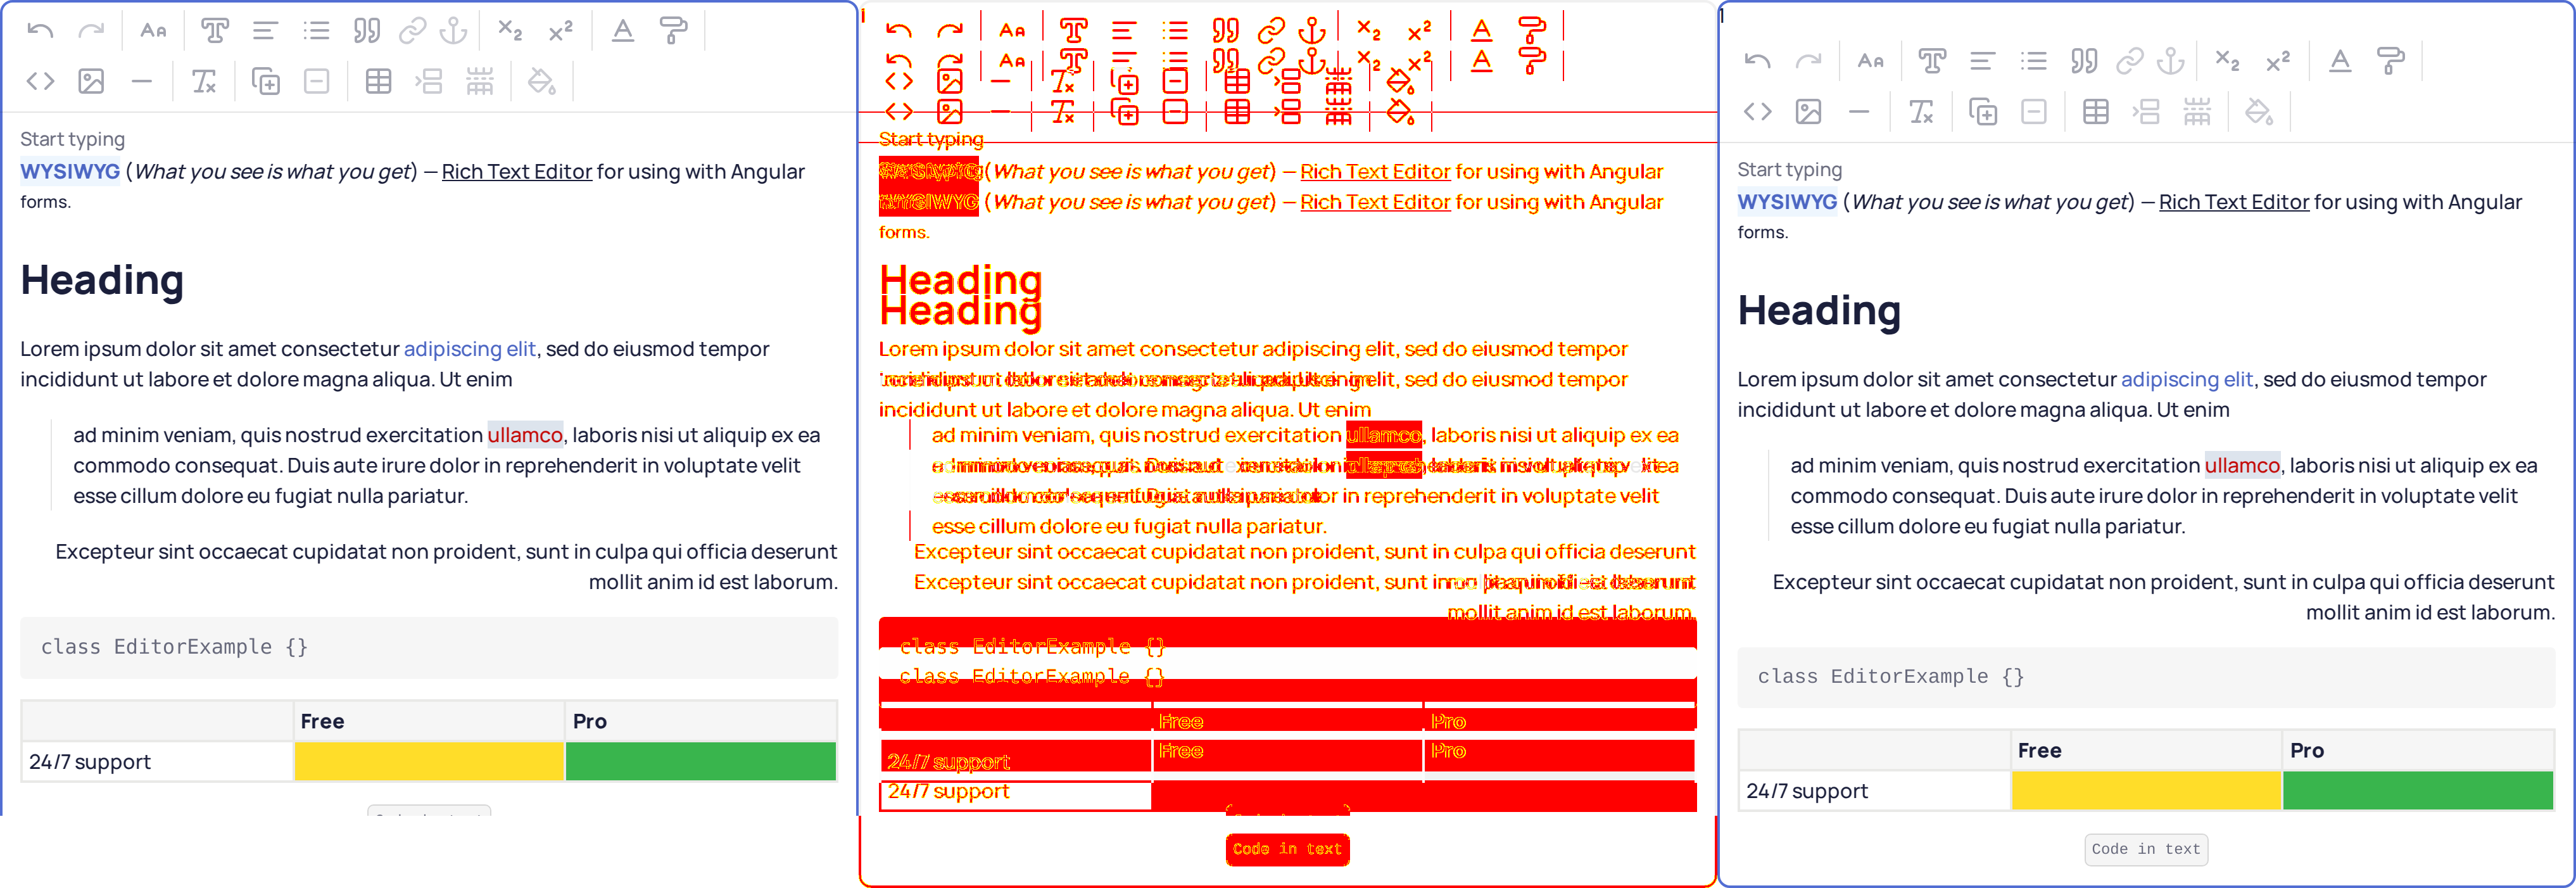 Start typing
WYSIWYG (What you see is what you get) — Rich Text Editor for using with Angular
forms.
Heading
Lorem ipsum dolor sit amet consectetur adipiscing elit, sed do eiusmod tempor
incididunt ut labore et dolore magna aliqua. Ut enim
ad minim veniam, quis nostrud exercitation ullamco, laboris nisi ut aliquip ex ea
commodo consequat. Duis aute irure dolor in reprehenderit in voluptate velit
esse cillum dolore eu fugiat nulla pariatur.
Excepteur sint occaecat cupidatat non proident, sunt in culpa qui officia deserunt
mollit anim id est laborum.
class EditorExample {}
Free Pro
24/7 support
Start typing
(What you see is what you get) — Rich Text Editor for using with Angular
WYSIWYG (What you see is what you get) — Rich Text Editor for using with Angular
forms.
Heading
Heading
Lorem ipsum dolor sit amet consectetur adipiscing elit, sed do eiusmod tempor
elit, sed do eiusmod tempor
incididunt ut labore et dolore magna aliqua. Ut enim
ad minim veniam, quis nostrud exercitation ullamco, laboris nisi ut aliquip ex ea
in reprehenderit in voluptate velit
esse cillum dolore eu fugiat nulla pariatur.
Excepteur sint occaecat cupidatat non proident, sunt in culpa qui officia deserunt
Excepteur sint occaecat cupidatat non proident, sunt
mollit anim id est laborum.
class EditorExample {}
class EditorExample {}
Free Pro
Free Pro
24/7 support
24/7 support
Code in text
Start typing
WYSIWYG (What you see is what you get) — Rich Text Editor for using with Angular
forms.
Heading
Lorem ipsum dolor sit amet consectetur adipiscing elit, sed do eiusmod tempor
incididunt ut labore et dolore magna aliqua. Ut enim
ad minim veniam, quis nostrud exercitation ullamco, laboris nisi ut aliquip ex ea
commodo consequat. Duis aute irure dolor in reprehenderit in voluptate velit
esse cillum dolore eu fugiat nulla pariatur.
Excepteur sint occaecat cupidatat non proident, sunt in culpa qui officia deserunt
mollit anim id est laborum.
class EditorExample {}
Free Pro
24/7 support
Code in text